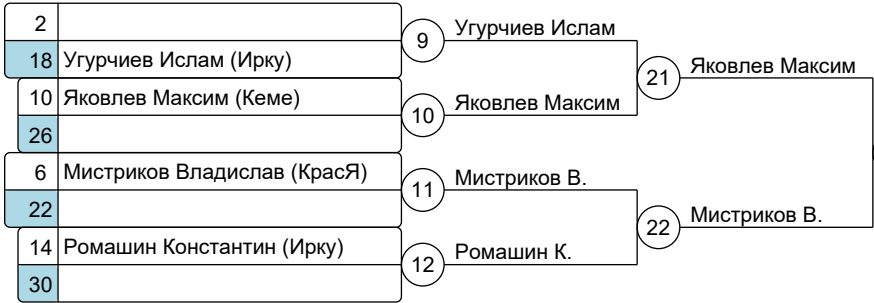 2
9
Угурчиев Ислам
18 Угурчиев Ислам (Ирку)
21
Яковлев Максим
10 Яковлев Максим (Кеме)
10
Яковлев Максим
26
6 Мистриков Владислав (КрасЯ)
11
Мистриков В.
22
22
Мистриков В.
14 Ромашин Константин (Ирку)
12
Ромашин К.
30